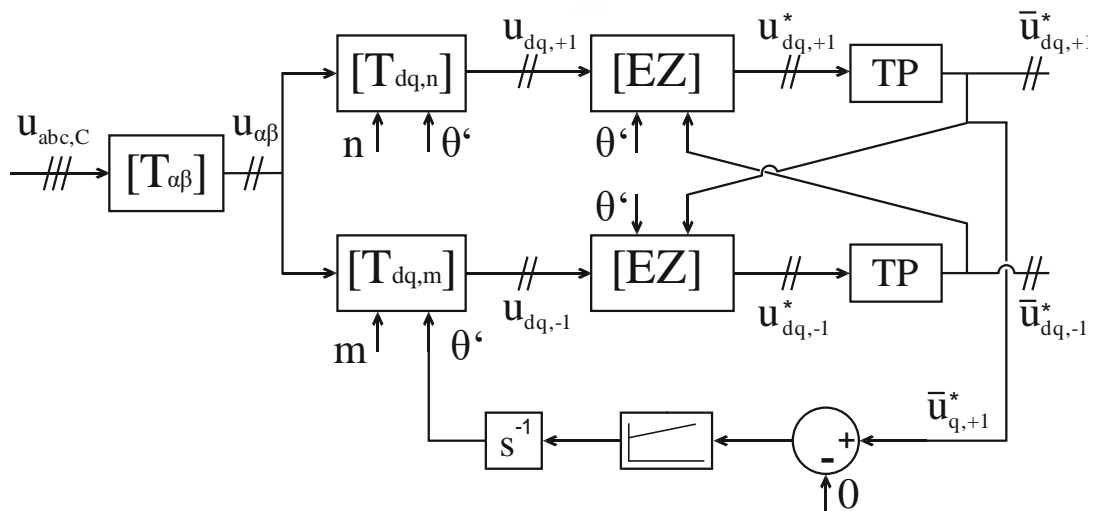 u_abc,C
[T_αβ]
u_αβ
[T_dq,n]
n
θ‘
u_dq,+1
[EZ]
θ‘
u*_dq,+1
TP
u̅*_dq,+1
[T_dq,m]
m
θ‘
u_dq,-1
θ‘
[EZ]
u*_dq,-1
TP
u̅*_dq,-1
u̅*_q,+1
+
-
0
s^-1